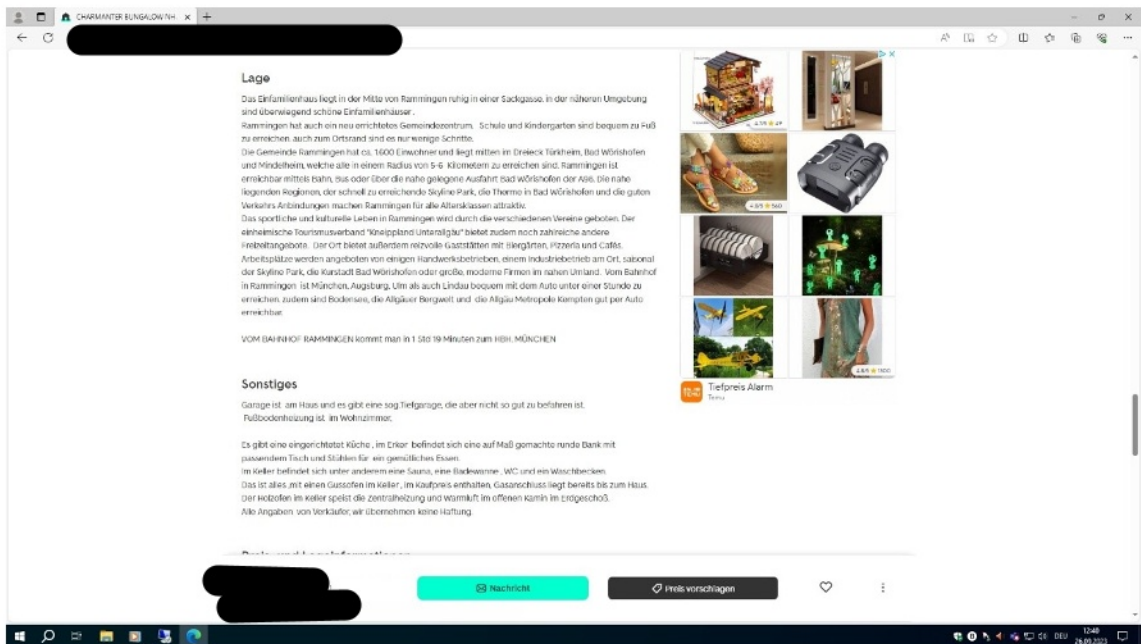 CHARMANTER BUNGALOW NH
Lage
Das Einfamilienhaus liegt in der Mitte von Rammingen ruhig in einer Sackgasse, in der näheren Umgebung
sind überwiegend schöne Einfamilienhäuser.
Rammingen hat auch ein neu errichtetes Gemeindezentrum, Schule und Kindergarten sind bequem zu Fuß
zu erreichen, auch zum Ortsrand sind es nur wenige Schritte.
Die Gemeinde Rammingen hat ca. 1600 Einwohner und liegt mitten im Dreieck Türkheim, Bad Wörishofen
und Mindelheim, welche alle in einem Radius von 5-6 Kilometern zu erreichen sind. Rammingen ist
erreichbar mittels Bahn, Bus oder über die nahe gelegene Ausfahrt Bad Wörishofen der A96. Die nahe
liegenden Regionen, der schnell zu erreichende Skyline Park, die Therme in Bad Wörishofen und die guten
Verkehrs Anbindungen machen Rammingen für alle Altersklassen attraktiv.
Das sportliche und kulturelle Leben in Rammingen wird durch die verschiedenen Vereine geboten. Der
einheimische Tourismusverband "Kneippland Unterallgäu" bietet zudem noch zahlreiche andere
Freizeitangebote. Der Ort bietet außerdem reizvolle Gaststätten mit Biergärten, Pizzeria und Cafés.
Arbeitsplätze werden angeboten von einigen Handwerksbetrieben, einem Industriebetrieb am Ort, saisonal
der Skyline Park, die Kurstadt Bad Wörishofen oder große, moderne Firmen im nahen Umland. Vom Bahnhof
in Rammingen ist München, Augsburg, Ulm als auch Lindau bequem mit dem Auto unter einer Stunde zu
erreichen, zudem sind Bodensee, die Allgäuer Bergwelt und die Allgäu Metropole Kempten gut per Auto
erreichbar.
VOM BAHNHOF RAMMINGEN kommt man in 1 Std 19 Minuten zum HBH. MÜNCHEN
Sonstiges
Garage ist am Haus und es gibt eine sog.Tiefgarage, die aber nicht so gut zu befahren ist.
Fußbodenheizung ist im Wohnzimmer,
Es gibt eine eingerichtetet Küche , im Erker befindet sich eine auf Maß gemachte runde Bank mit
passendem Tisch und Stühlen für ein gemütliches Essen.
Im Keller befindet sich unter anderem eine Sauna, eine Badewanne , WC und ein Waschbecken
Das ist alles ,mit einen Gussofen im Keller , im Kaufpreis enthalten, Gasanschluss liegt bereits bis zum Haus.
Der Holzofen im Keller speist die Zentralheizung und Warmluft im offenen Kamin im Erdgeschoß.
Alle Angaben von Verkäufer, wir übernehmen keine Haftung.
4.9/5 560
Tiefpreis Alarm
Temu
Nachricht
Preis vorschlagen
DEU
12:48
26.09.2023